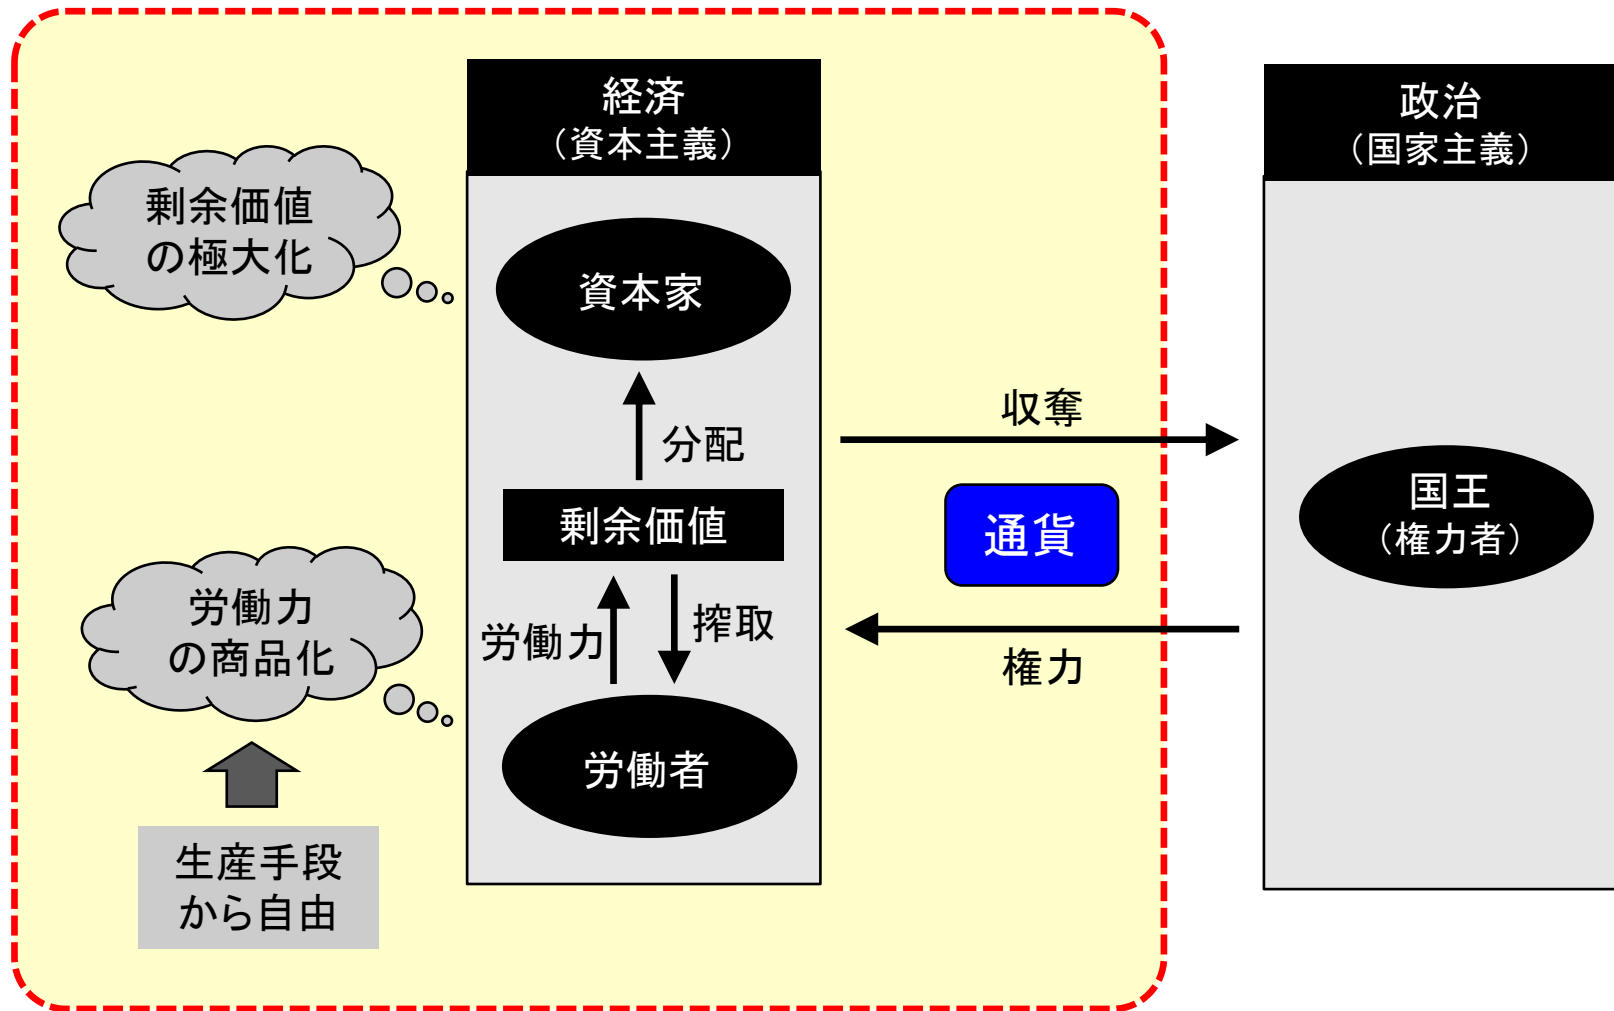 経済
（資本主義）
政治
（国家主義）
剰余価値
の極大化
資本家
収奪
分配
国王
（権力者）
剰余価値
通貨
労働力
の商品化
労働力
搾取
権力
労働者
生産手段
から自由